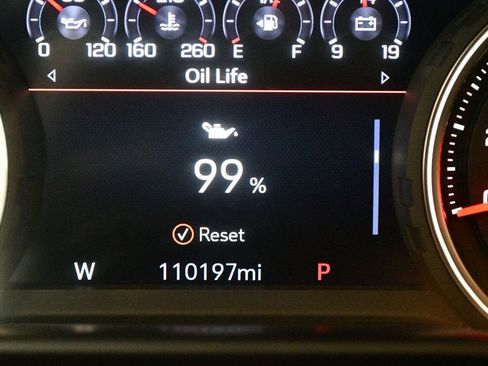 0 120 160 260 E F 9 19
Oil Life
99 %
Reset
W 110197mi P